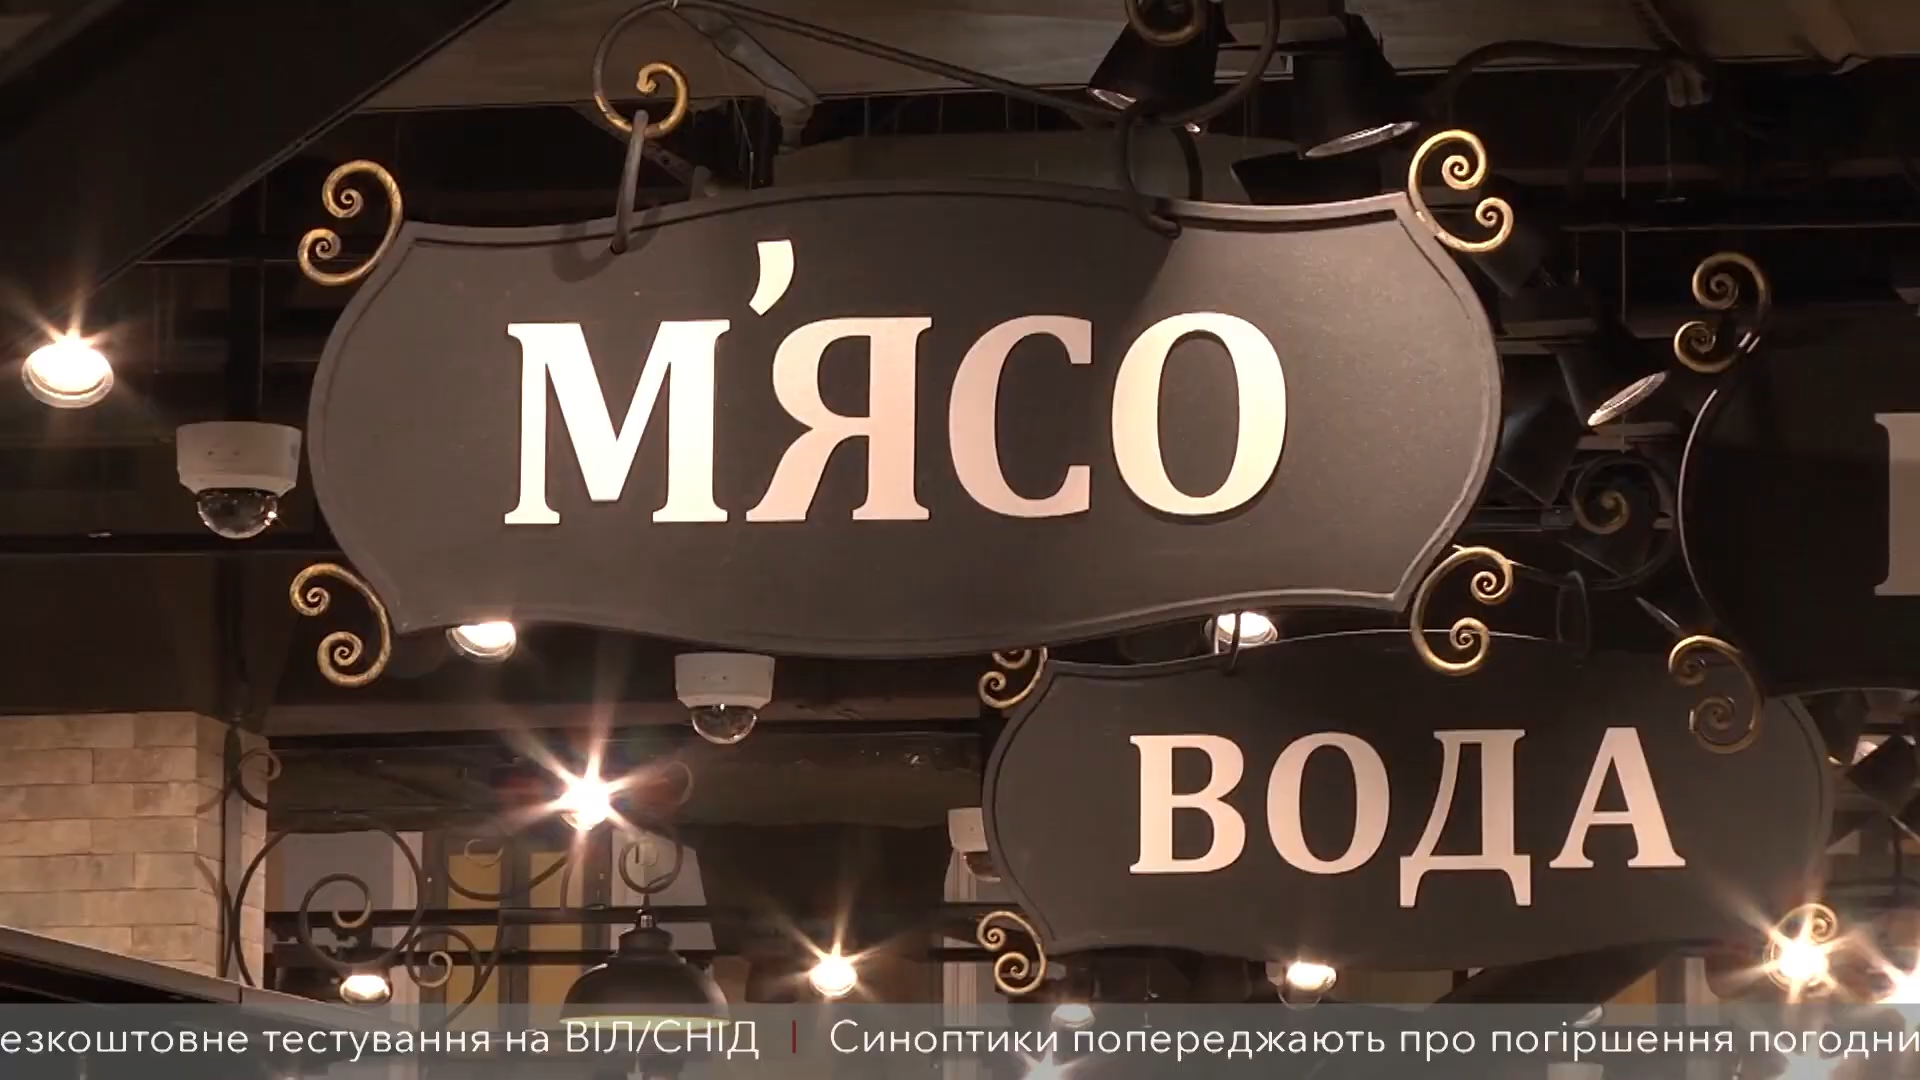 М'ЯСО
ВОДА
езкоштовне тестування на ВІЛ/СНІД | Синоптики попереджають про погіршення погодни